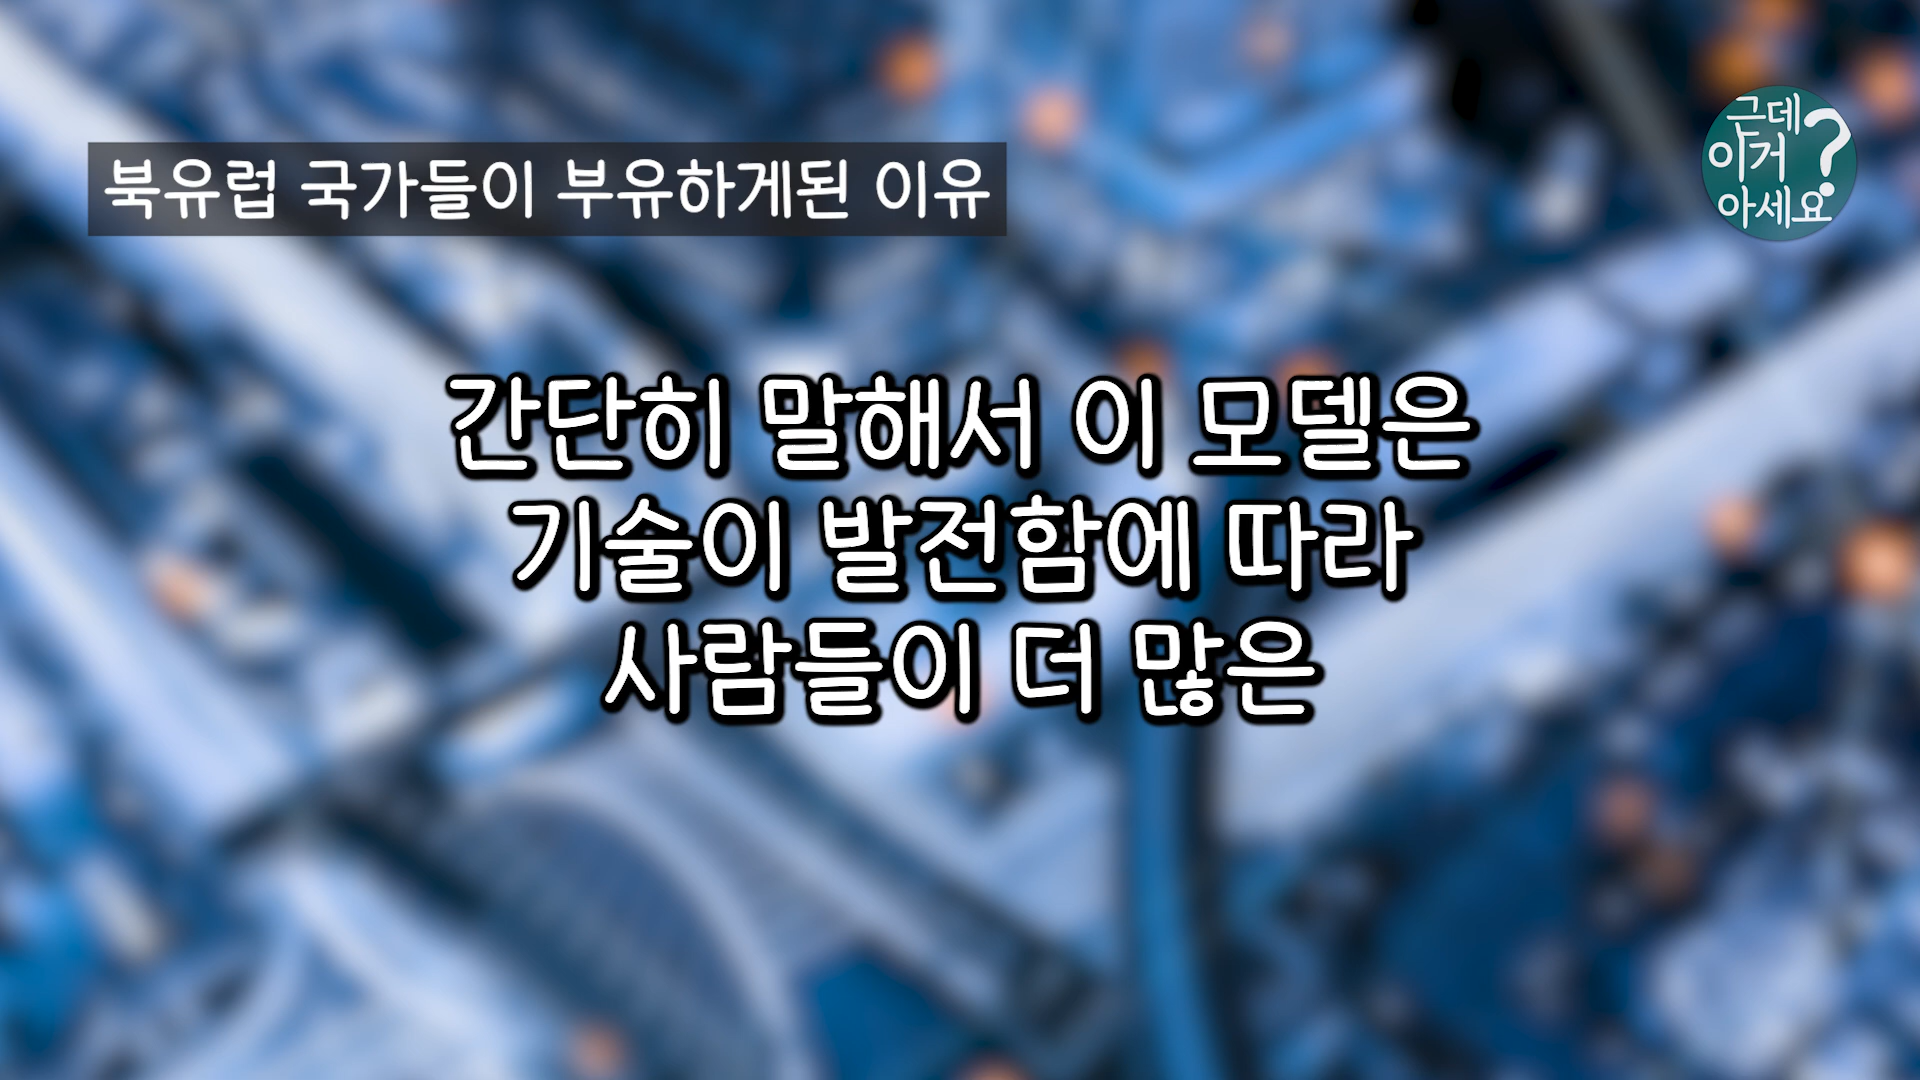 북유럽 국가들이 부유하게된 이유
근데
이거?
아세요
간단히 말해서 이 모델은
기술이 발전함에 따라
사람들이 더 많은